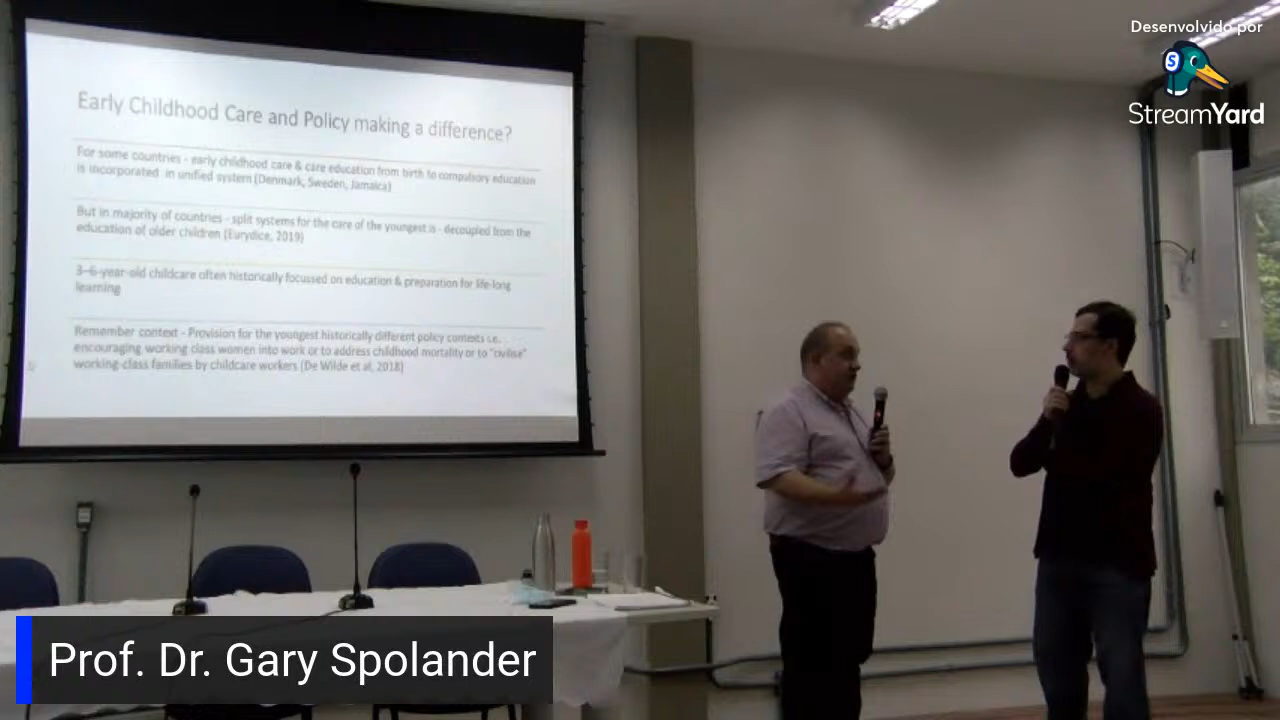 Desenvolvido por
S
StreamYard
Early Childhood Care and Policy making a difference?
For some countries - early childhood care & care education from birth to compulsory education
is incorporated in unified system (Denmark, Sweden, Jamaica)
But in majority of countries - split systems for the care of the youngest is - decoupled from the
education of older children (Eurydice, 2019)
3-6-year-old childcare often historically focussed on education & preparation for life-long
learning
Remember context - Provision for the youngest historically different policy contexts i.e.
encouraging working class women into work or to address childhood mortality or to "civilise"
working-class families by childcare workers (De Wilde et al, 2018)
Prof. Dr. Gary Spolander